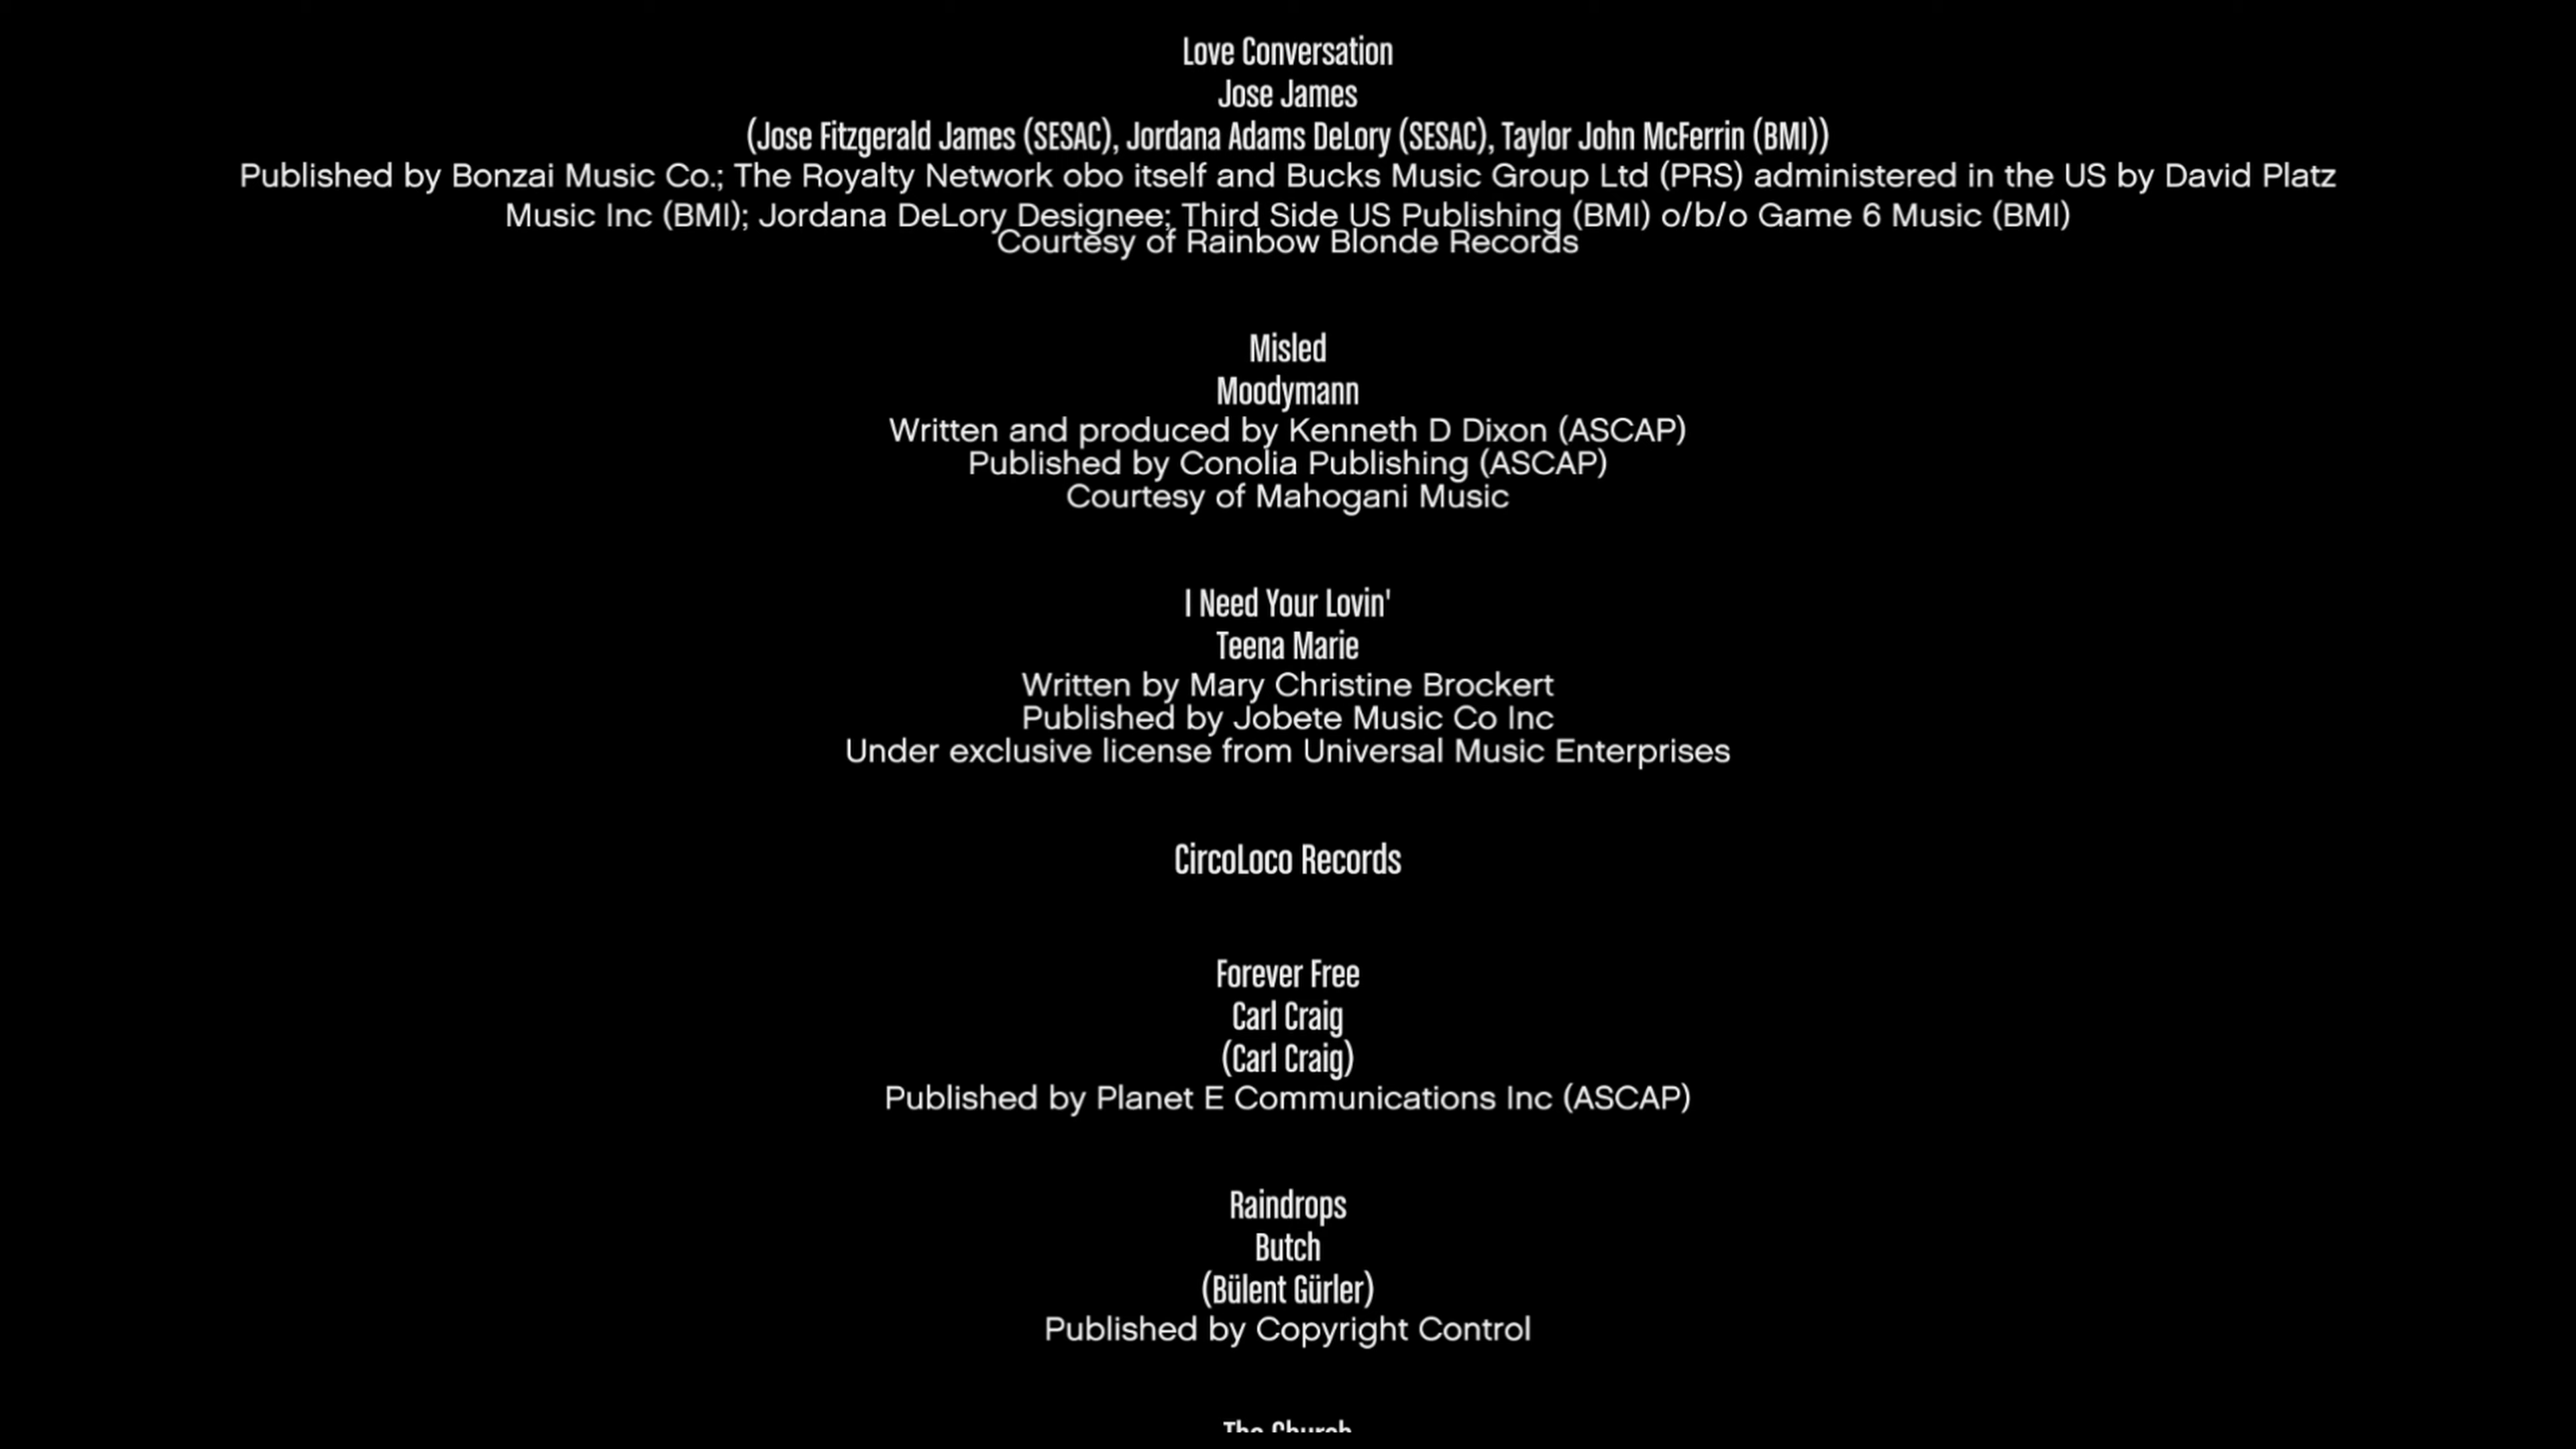 Love Conversation
Jose James
(Jose Fitzgerald James (SESAC), Jordana Adams DeLory (SESAC), Taylor John McFerrin (BMI))
Published by Bonzai Music Co.; The Royalty Network obo itself and Bucks Music Group Ltd (PRS) administered in the US by David Platz
Music Inc (BMI); Jordana DeLory Designee; Third Side US Publishing (BMI) o/b/o Game 6 Music (BMI)
Courtesy of Rainbow Blonde Records
Misled
Moodymann
Written and produced by Kenneth D Dixon (ASCAP)
Published by Conolia Publishing (ASCAP)
Courtesy of Mahogani Music
I Need Your Lovin'
Teena Marie
Written by Mary Christine Brockert
Published by Jobete Music Co Inc
Under exclusive license from Universal Music Enterprises
CircoLoco Records
Forever Free
Carl Craig
(Carl Craig)
Published by Planet E Communications Inc (ASCAP)
Raindrops
Butch
(Bülent Gürler)
Published by Copyright Control
The Church